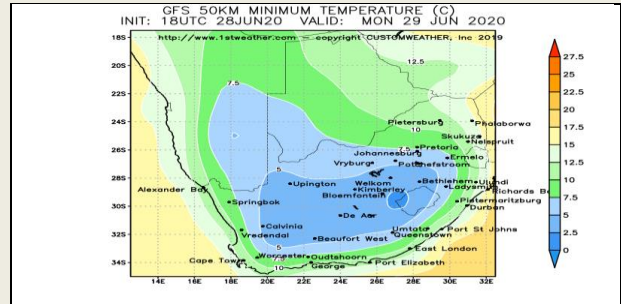 GFS 50KM MINIMUM TEMPERATURE (C)
INIT: 18UTC 28JUN20 VALID: MON 29 JUN 2020
http://www.1stweather.com - copyright CUSTOMWEATHER, Inc 2019
18S
20S
22S
24S
26S
28S
30S
32S
34S
7.5
12.5
10
7.5
5
5
10
Pietersburg
Phalaborwa
Skukuza
Nelspruit
Pretoria
Johannesburg
Ermelo
Vryburg
Potchefstroom
Welkom
Bethlehem
Ulundi
Upington
Kimberley
Ladysmith
Alexander Bay
Bloemfontein
Richards B
Springbok
Pietermaritzburg
De Aar
Durban
Calvinia
Umtata
Port St Johns
Vredendal
Queenstown
Beaufort West
East London
Worcester
Oudtshoorn
Cape Town
George
Port Elizabeth
14E 16E 18E 20E 22E 24E 26E 28E 30E 32E
27.5
25
22.5
20
17.5
15
12.5
10
7.5
5
2.5
0